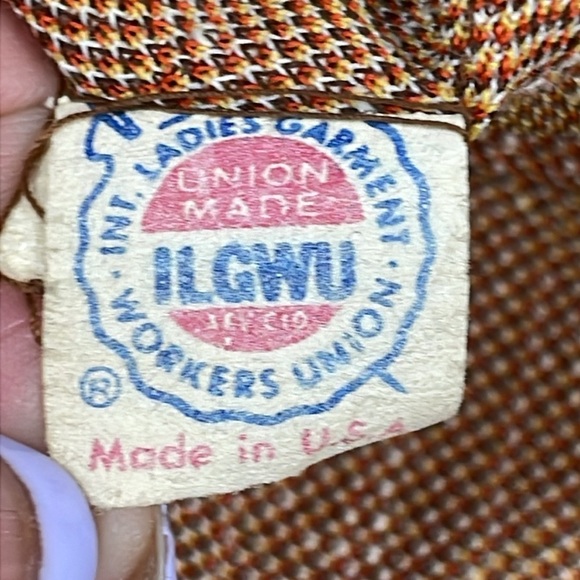 INT. LADIES GARMENT
UNION
MADE
ILGWU
AFL CIO
· WORKERS UNION ·
®
Made in U.S.A